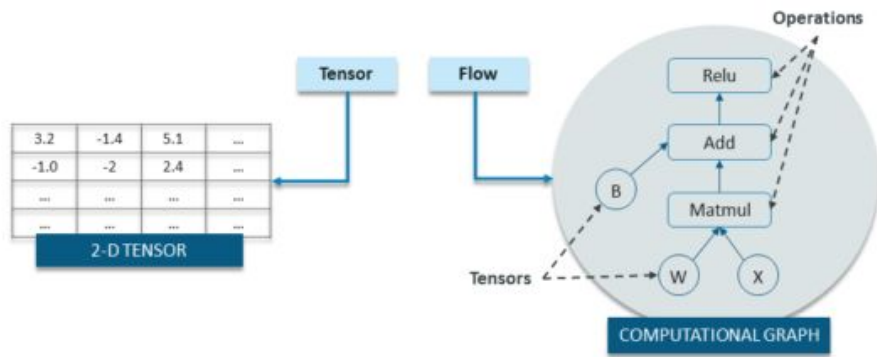 Operations
Tensor
Flow
Relu
3.2 -1.4 5.1 ...
Add
-1.0 -2 2.4 ...
... ... ... ...
B
Matmul
... ... ... ...
2-D TENSOR
Tensors
W
X
COMPUTATIONAL GRAPH